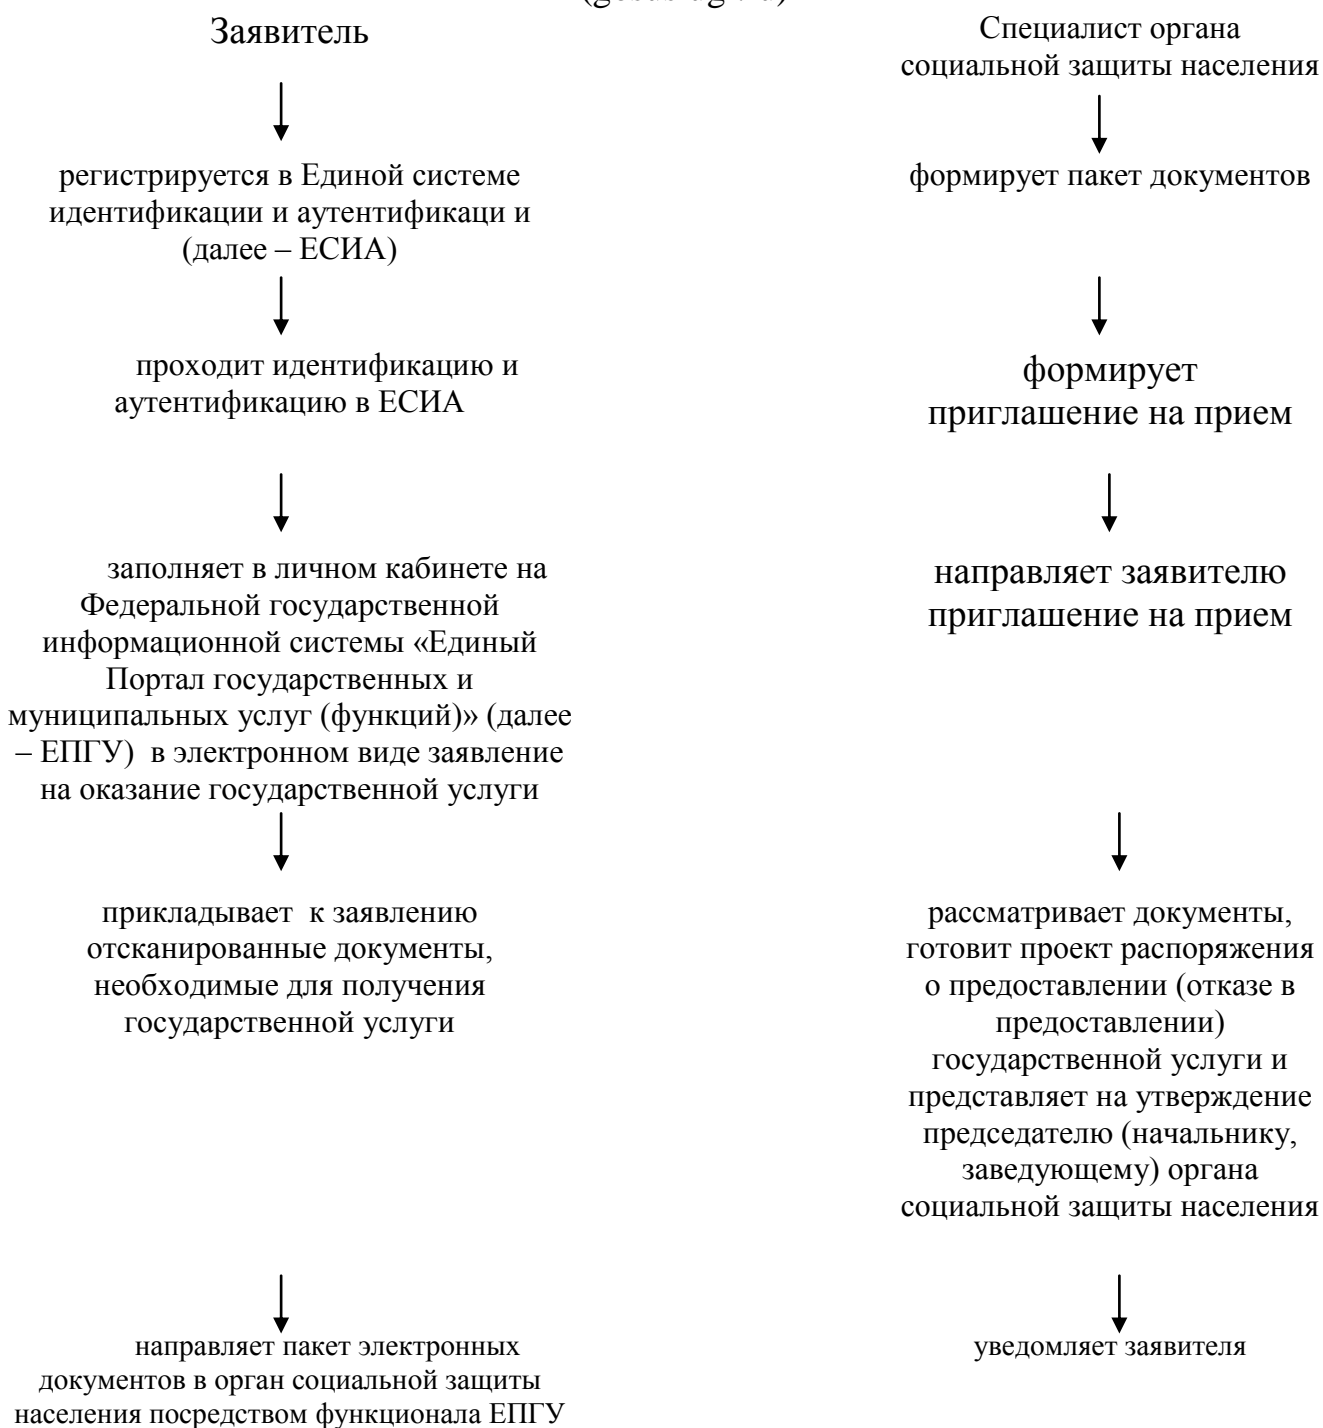 Заявитель
регистрируется в Единой системе
идентификации и аутентификаци и
(далее – ЕСИА)
проходит идентификацию и
аутентификацию в ЕСИА
заполняет в личном кабинете на
Федеральной государственной
информационной системы «Единый
Портал государственных и
муниципальных услуг (функций)» (далее
– ЕПГУ) в электронном виде заявление
на оказание государственной услуги
прикладывает к заявлению
отсканированные документы,
необходимые для получения
государственной услуги
направляет пакет электронных
документов в орган социальной защиты
населения посредством функционала ЕПГУ
Специалист органа
социальной защиты населения
формирует пакет документов
формирует
приглашение на прием
направляет заявителю
приглашение на прием
рассматривает документы,
готовит проект распоряжения
о предоставлении (отказе в
предоставлении)
государственной услуги и
представляет на утверждение
председателю (начальнику,
заведующему) органа
социальной защиты населения
уведомляет заявителя